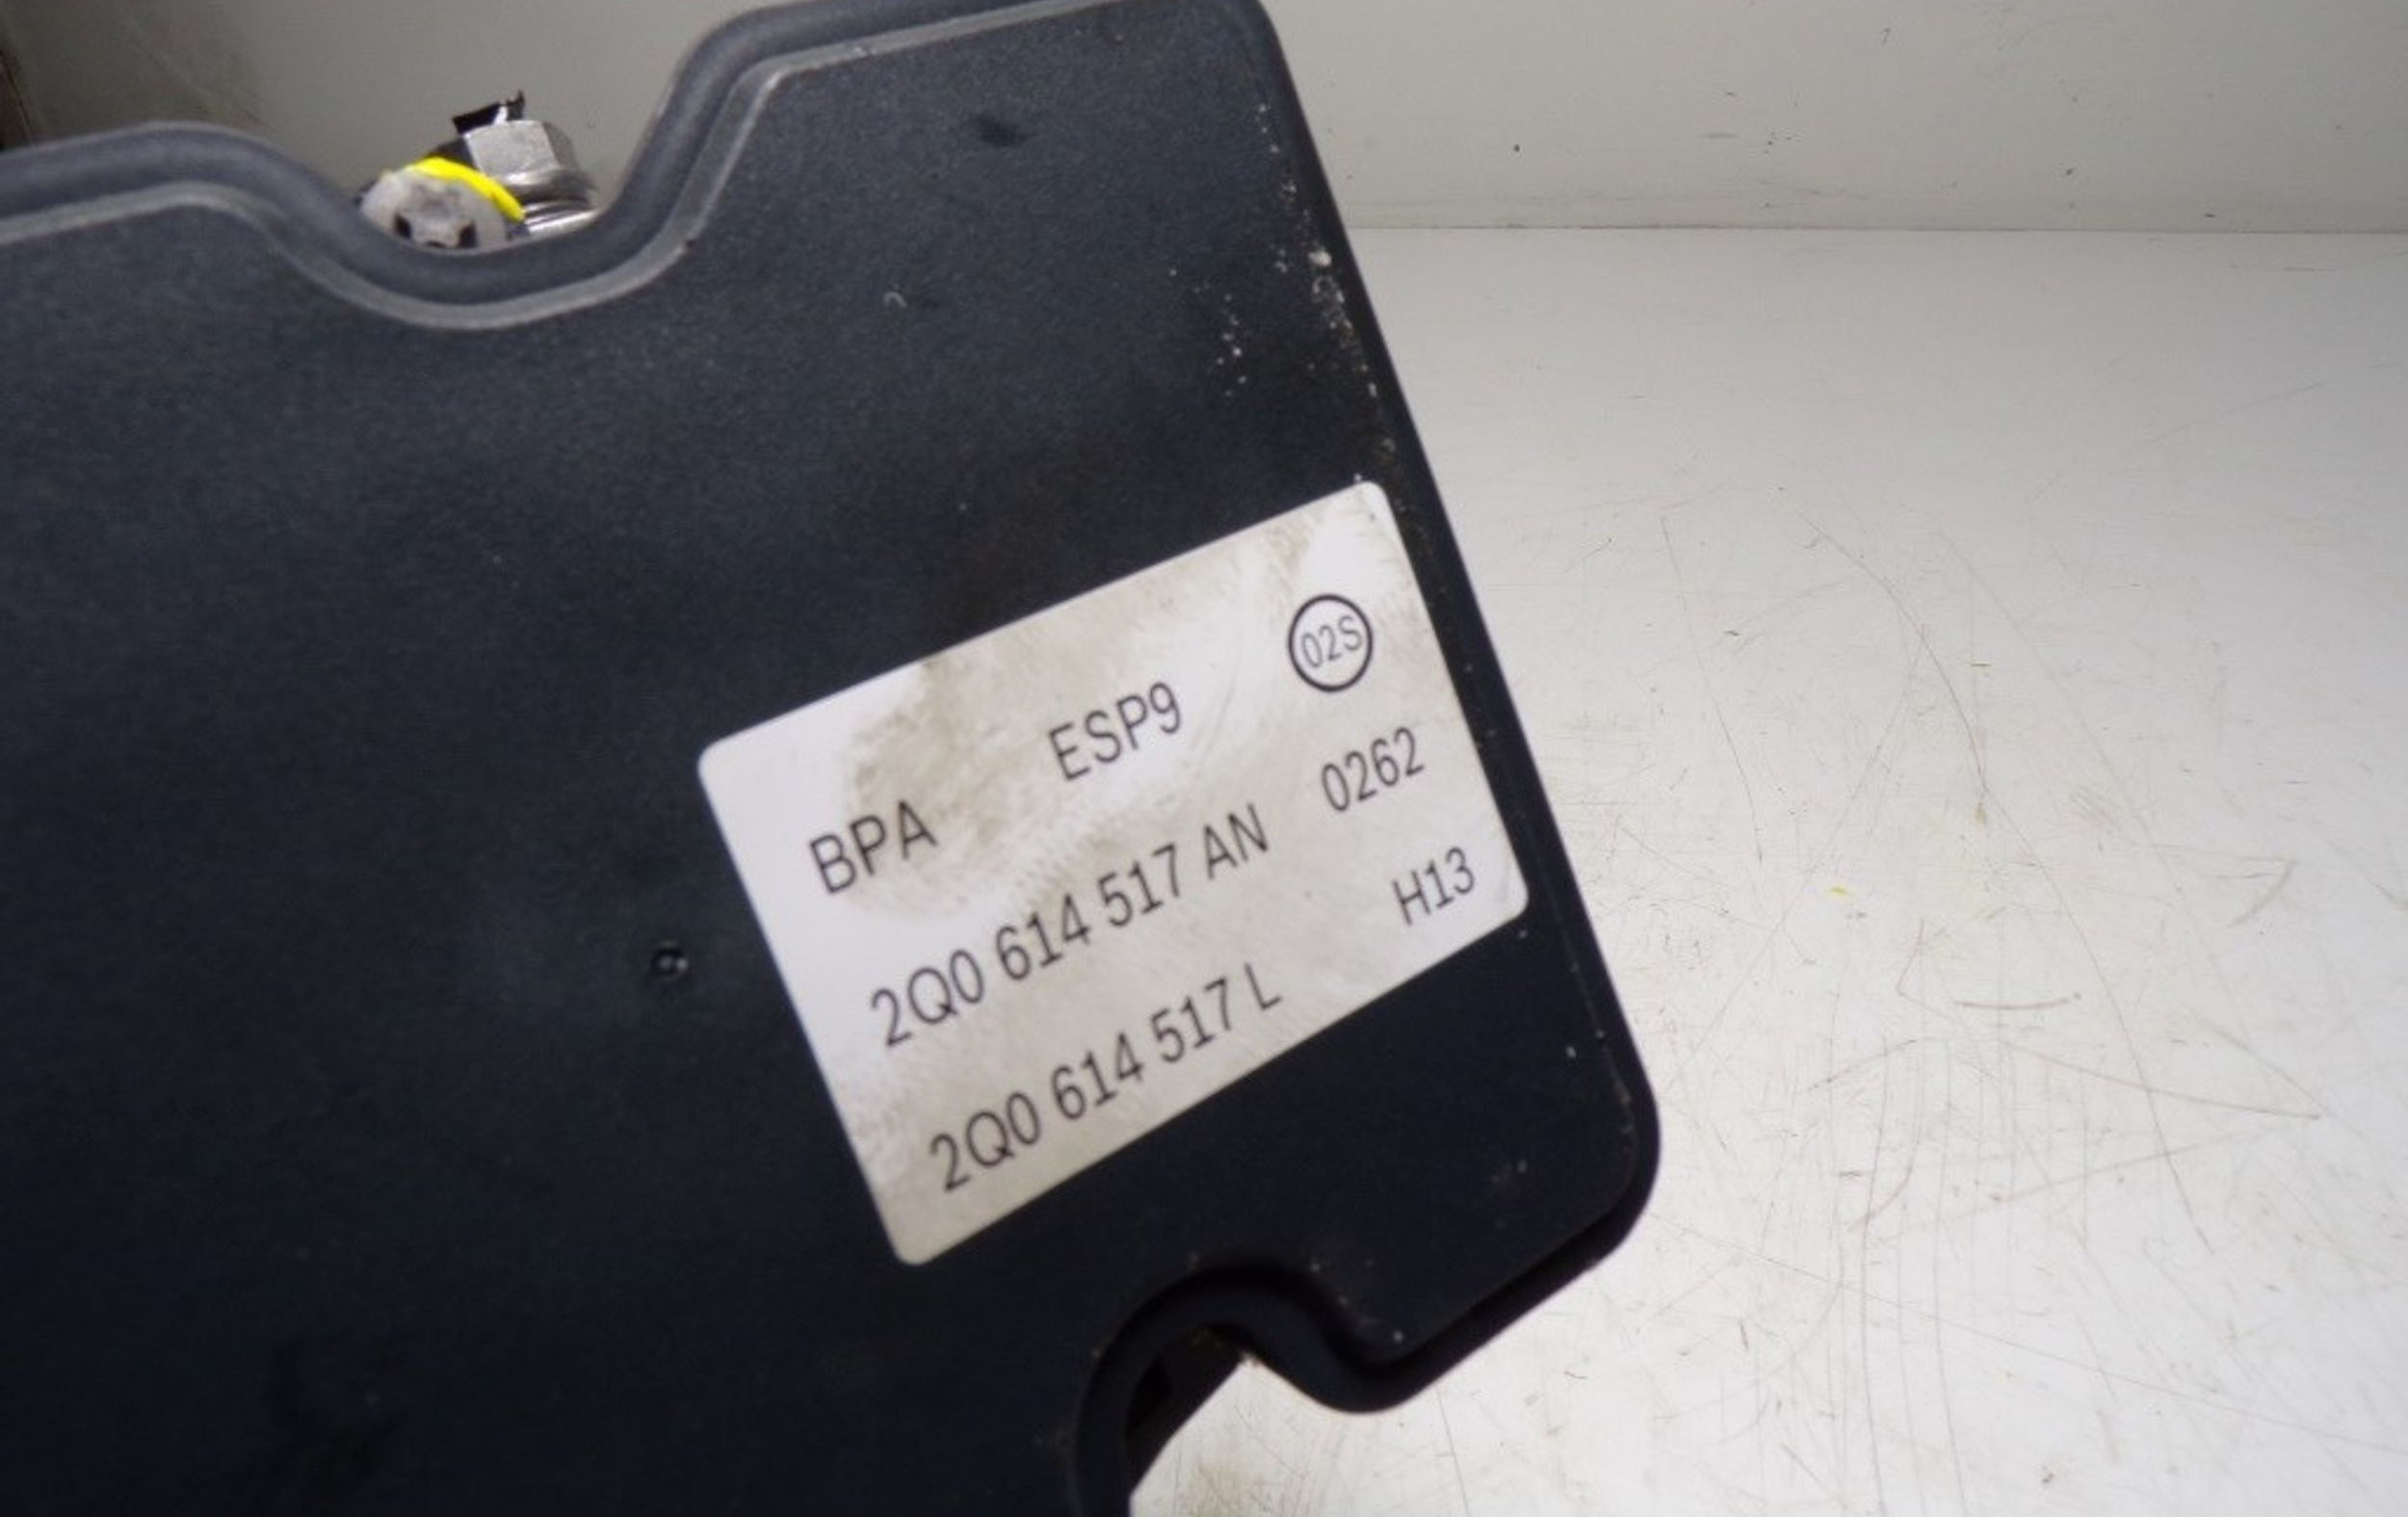 BPA ESP9 02S
2Q0 614 517 AN 0262
2Q0 614 517 L H13